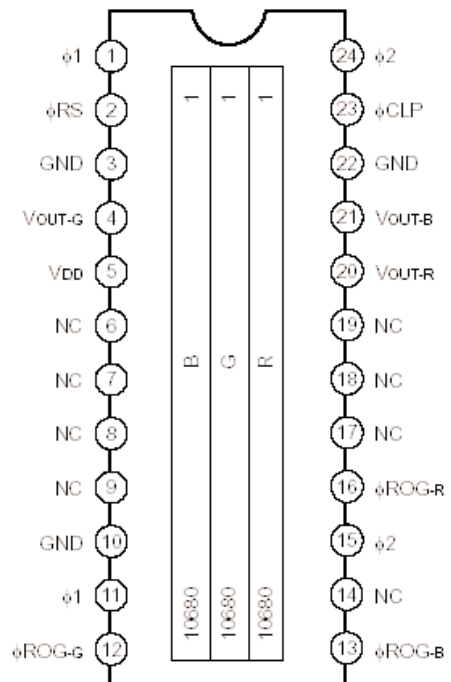 ϕ1 1 24 ϕ2
ϕRS 2 23 ϕCLP
GND 3 22 GND
VOUT-G 4 21 VOUT-B
VDD 5 20 VOUT-R
NC 6 19 NC
NC 7 18 NC
NC 8 17 NC
NC 9 16 ϕROG-R
GND 10 15 ϕ2
ϕ1 11 14 NC
ϕROG-G 12 13 ϕROG-B
1 1 1
B G R
10680 10680 10680